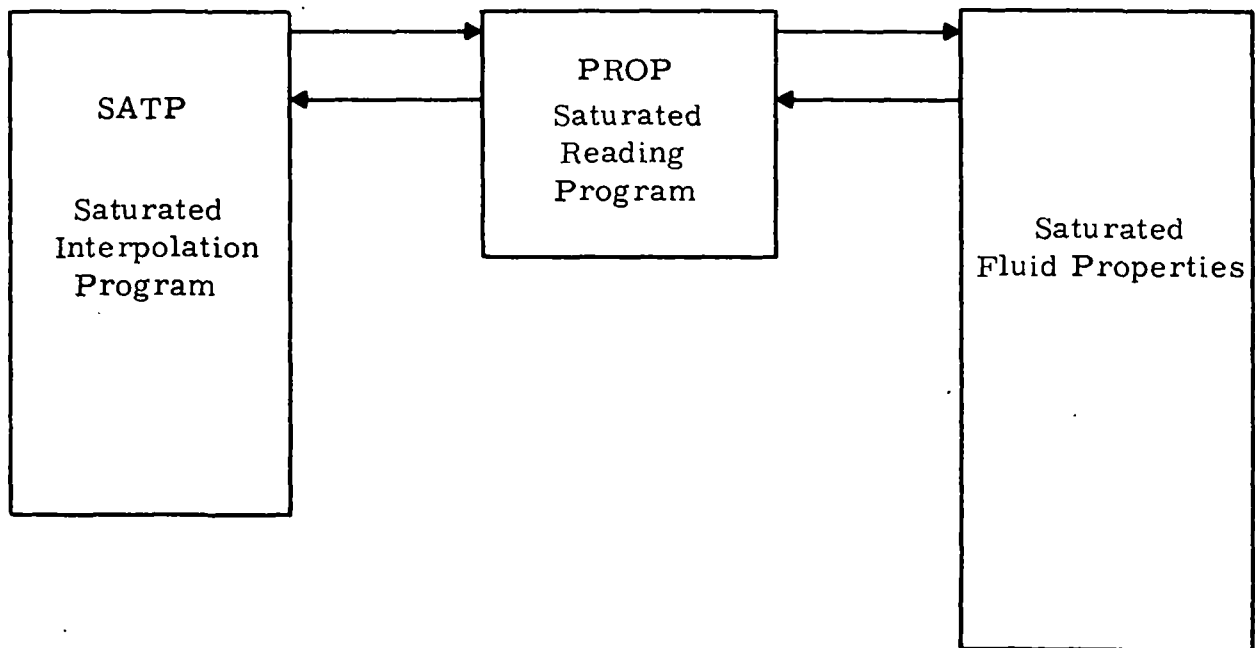 SATP
Saturated
Interpolation
Program
PROP
Saturated
Reading
Program
Saturated
Fluid Properties